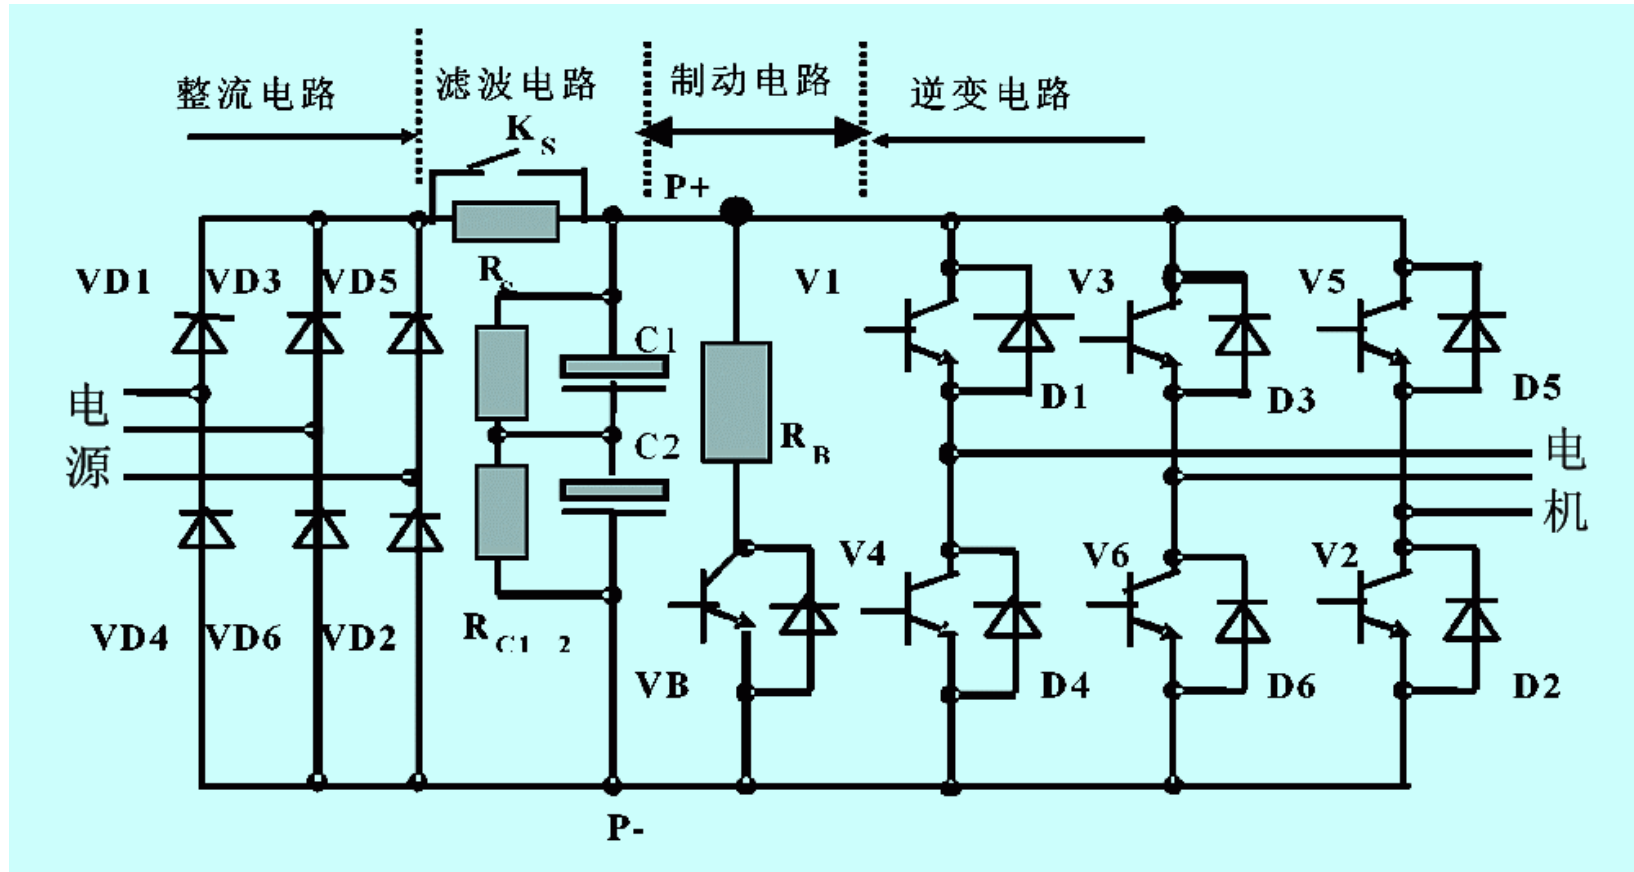 整流电路 滤波电路 制动电路 逆变电路
KS
P+
RS
VD1 VD3 VD5 V1 V3 V5
C1
电源
D1 D3 D5
RB
C2
电机
V4 V6 V2
VD4 VD6 VD2
RC1 2
VB D4 D6 D2
P-